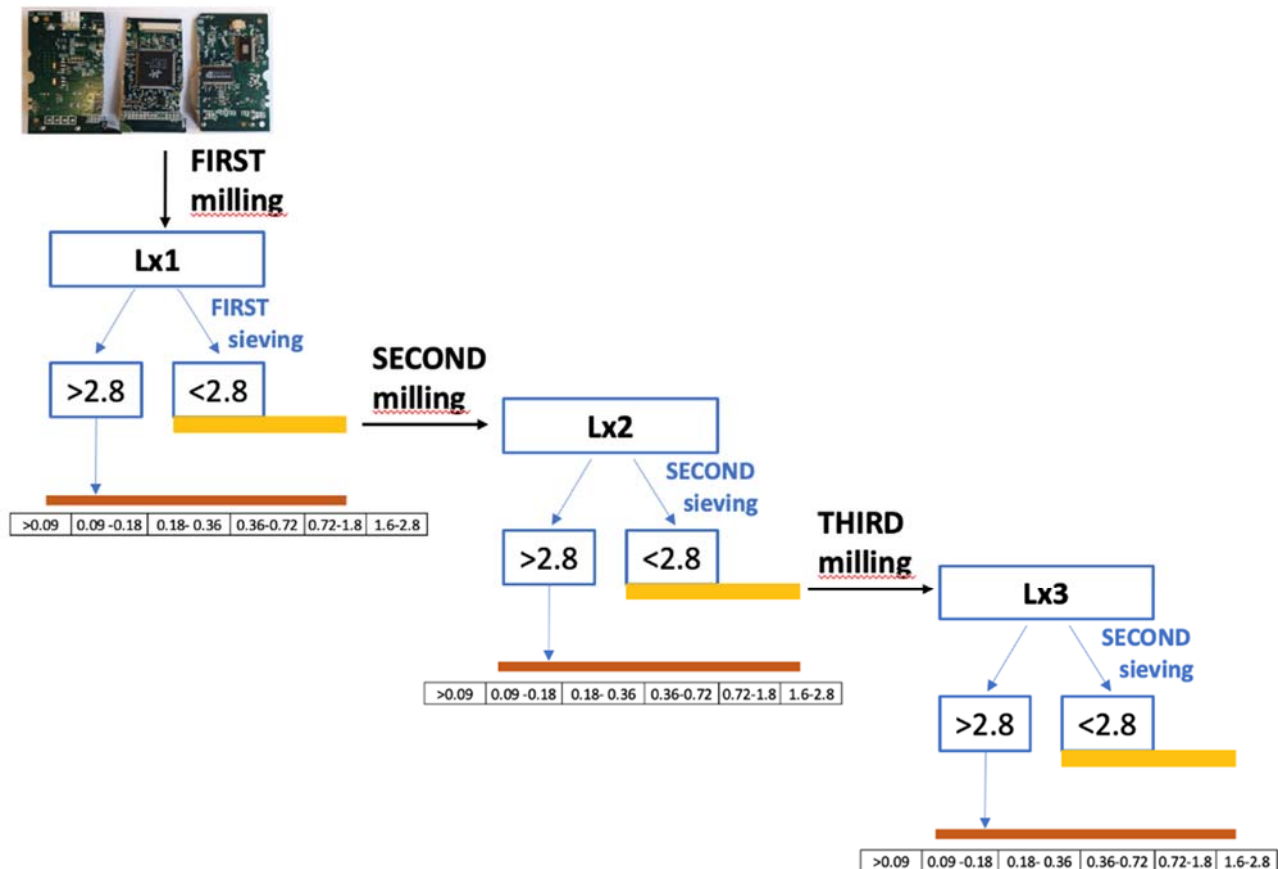 FIRST
milling
Lx1
FIRST
sieving
>2.8
<2.8
>0.09 0.09 -0.18 0.18- 0.36 0.36-0.72 0.72-1.8 1.6-2.8
SECOND
milling
Lx2
SECOND
sieving
>2.8
<2.8
>0.09 0.09 -0.18 0.18- 0.36 0.36-0.72 0.72-1.8 1.6-2.8
THIRD
milling
Lx3
SECOND
sieving
>2.8
<2.8
>0.09 0.09 -0.18 0.18- 0.36 0.36-0.72 0.72-1.8 1.6-2.8